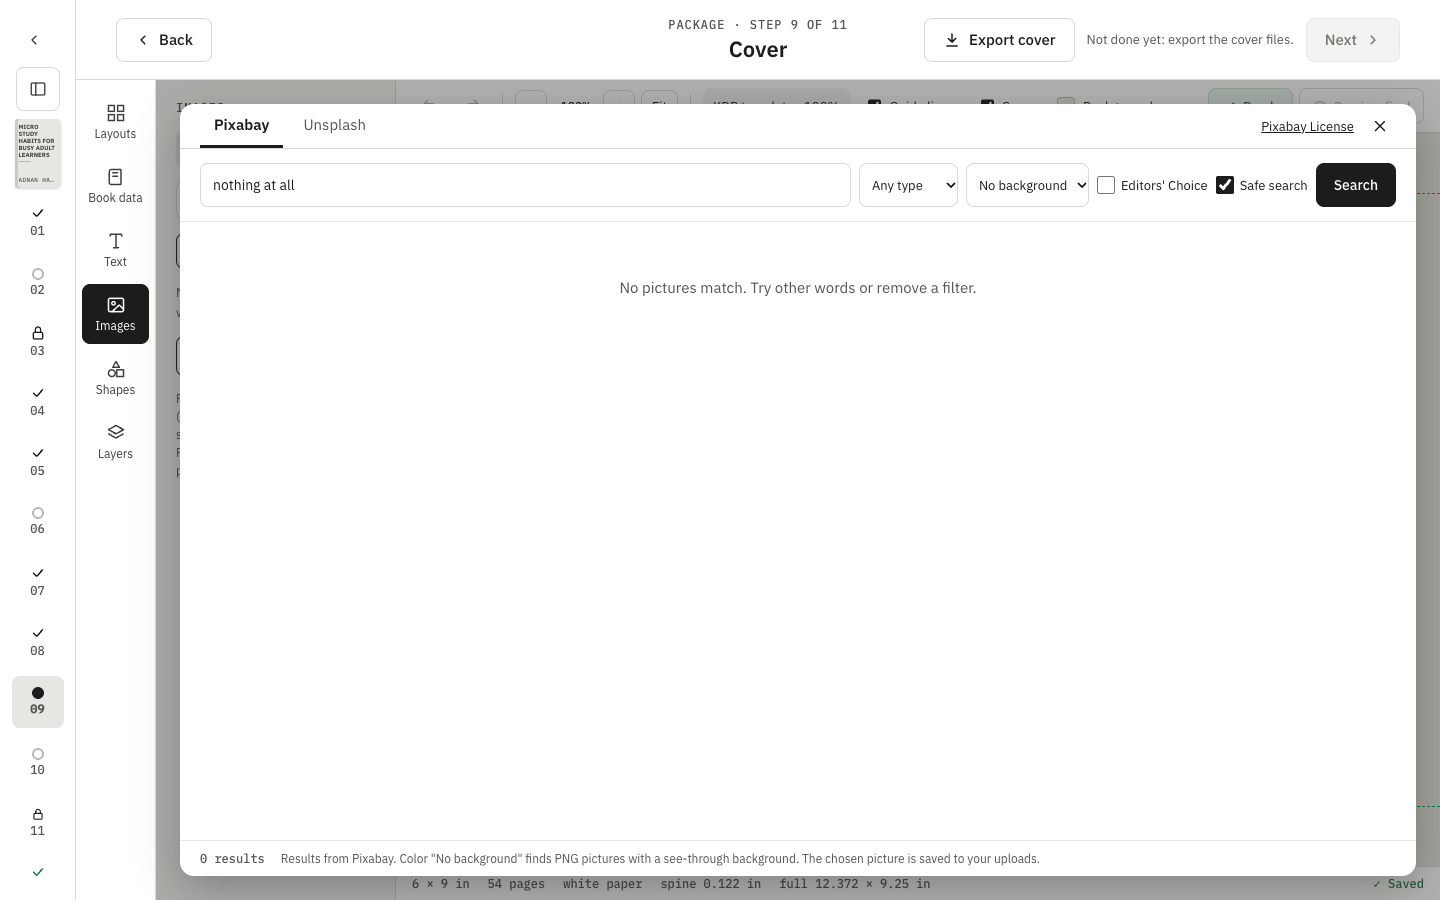 PACKAGE · STEP 9 OF 11
Back
Cover
Export cover
Not done yet: export the cover files.
Next
MICRO
STUDY
HABITS FOR
BUSY ADULT
LEARNERS
ADNAN HA…
01
02
03
04
05
06
07
08
09
10
11
Layouts
Book data
Text
Images
Shapes
Layers
Pixabay
Unsplash
Pixabay License
nothing at all
Any type
No background
Editors' Choice
Safe search
Search
No pictures match. Try other words or remove a filter.
0 results
Results from Pixabay. Color "No background" finds PNG pictures with a see-through background. The chosen picture is saved to your uploads.
6 × 9 in 54 pages white paper spine 0.122 in full 12.372 × 9.25 in
✓ Saved